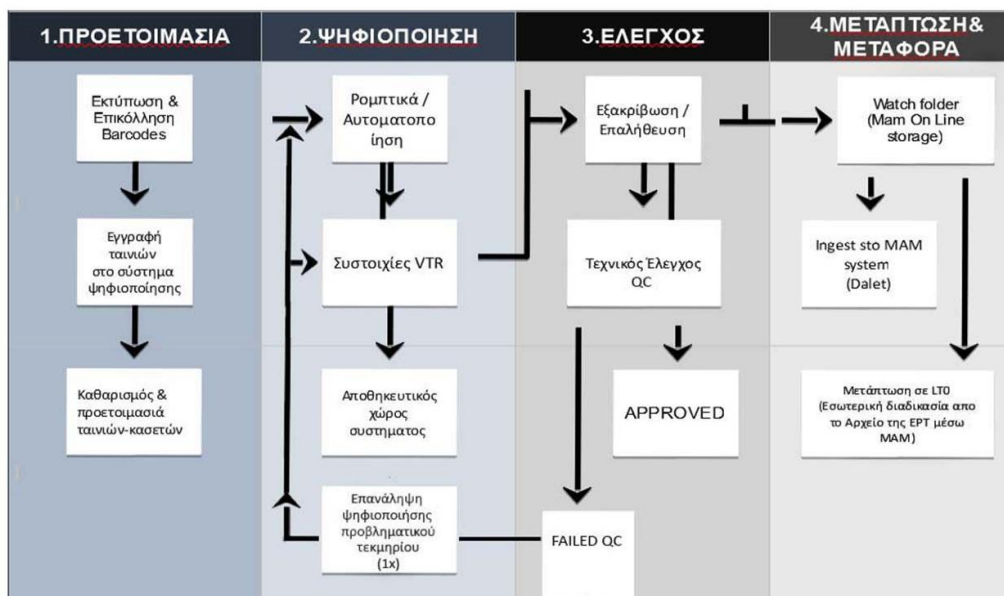 1.ΠΡΟΕΤΟΙΜΑΣΙΑ
Εκτύπωση &
Επικόλληση
Barcodes
Εγγραφή
ταινιών
στο σύστημα
ψηφιοποίησης
Καθαρισμός &
προετοιμασιά
ταινιών-κασετών
2.ΨΗΦΙΟΠΟΙΗΣΗ
Ρομπτικά /
Αυτοματοπο
ίηση
Συστοιχίες VTR
Αποθηκευτικός
χώρος
συστηματος
Επανάληψη
ψηφιοποιήσης
προβληματικού
τεκμηρίου
(1x)
3.ΕΛΕΓΧΟΣ
Εξακρίβωση /
Επαλήθευση
Τεχνικός Έλεγχος
QC
APPROVED
FAILED QC
4.ΜΕΤΑΠΤΩΣΗ&
ΜΕΤΑΦΟΡΑ
Watch folder
(Mam On Line
storage)
Ingest sto MAM
system
(Dalet)
Μετάπτωση σε LT0
(Εσωτερική διαδικασία απο
το Αρχείο της ΕΡΤ μέσω
MAM)